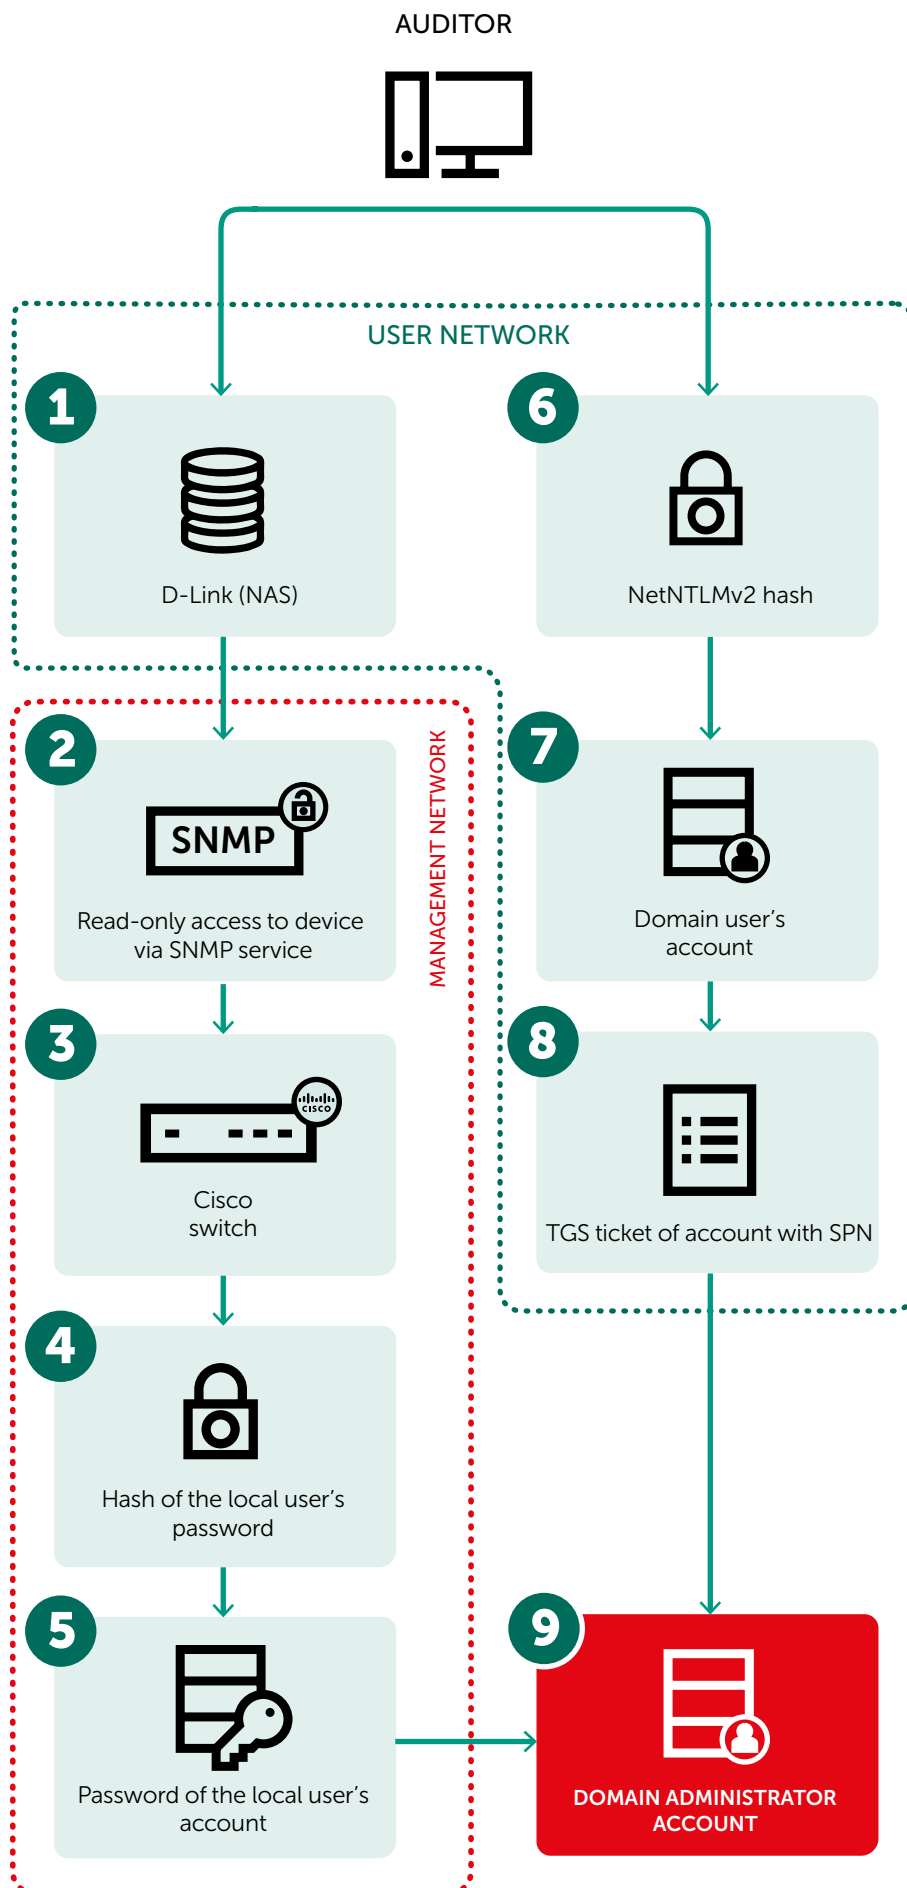 AUDITOR
USER NETWORK
1
D-Link (NAS)
6
NetNTLMv2 hash
MANAGEMENT NETWORK
2
SNMP
Read-only access to device
via SNMP service
7
Domain user's
account
3
CISCO
Cisco
switch
8
TGS ticket of account with SPN
4
Hash of the local user's
password
5
Password of the local user's
account
9
DOMAIN ADMINISTRATOR
ACCOUNT